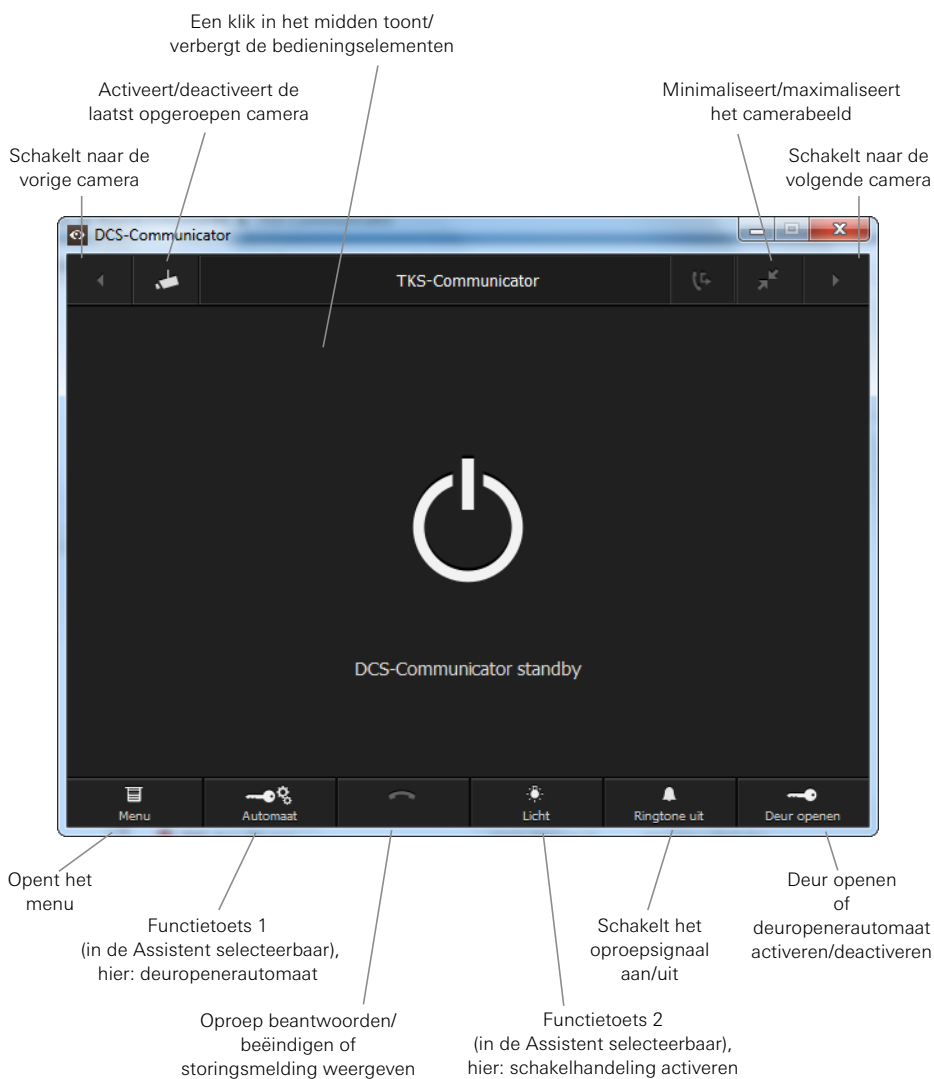 Een klik in het midden toont/
verbergt de bedieningselementen
Activeert/deactiveert de
laatst opgeroepen camera
Minimaliseert/maximaliseert
het camerabeeld
Schakelt naar de
vorige camera
Schakelt naar de
volgende camera
DCS-Communicator
TKS-Communicator
DCS-Communicator standby
Menu
Automaat
Licht
Ringtone uit
Deur openen
Opent het
menu
Functietoets 1
(in de Assistent selecteerbaar),
hier: deuropenerautomaat
Oproep beantwoorden/
beëindigen of
storingsmelding weergeven
Functietoets 2
(in de Assistent selecteerbaar),
hier: schakelhandeling activeren
Schakelt het
oproepsignaal
aan/uit
Deur openen
of
deuropenerautomaat
activeren/deactiveren